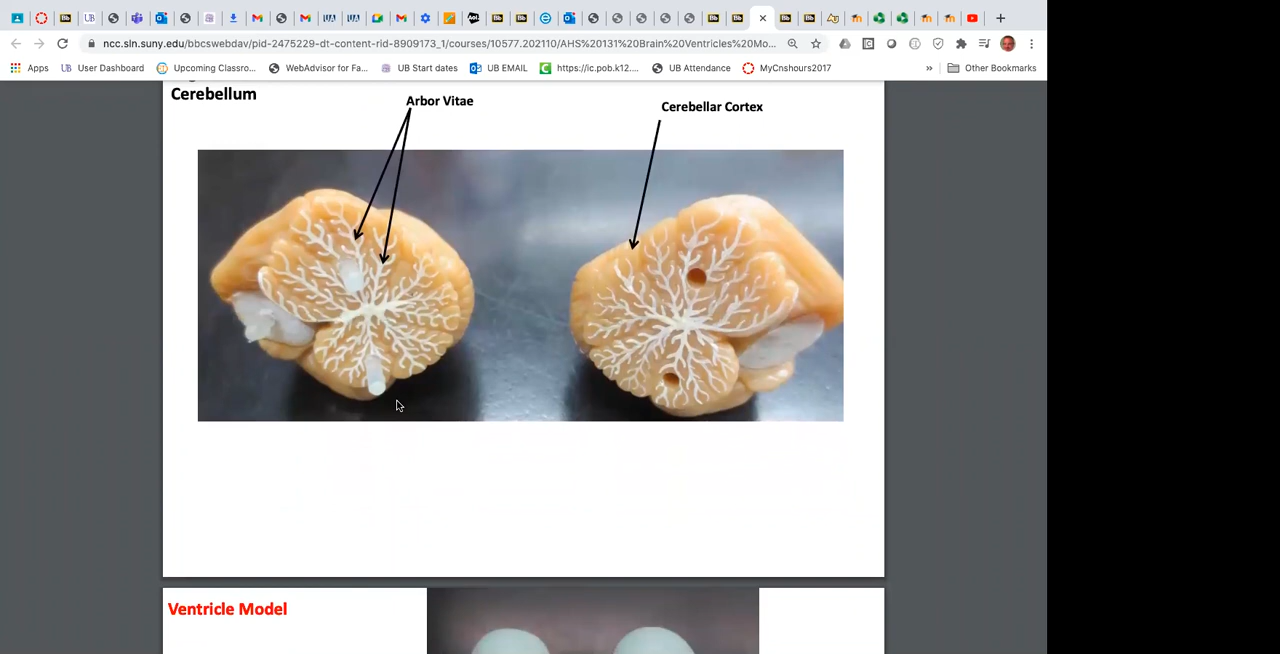 ncc.sln.suny.edu/bbcswebdav/pid-2475229-dt-content-rid-8909173_1/courses/10577.202110/AHS%20131%20Brain%20Ventricles%20Mo...
Apps UB User Dashboard Upcoming Classro... WebAdvisor for Fa... UB Start dates UB EMAIL https://ic.pob.k12.... UB Attendance MyCnshours2017 » Other Bookmarks
Cerebellum
Arbor Vitae
Cerebellar Cortex
Ventricle Model